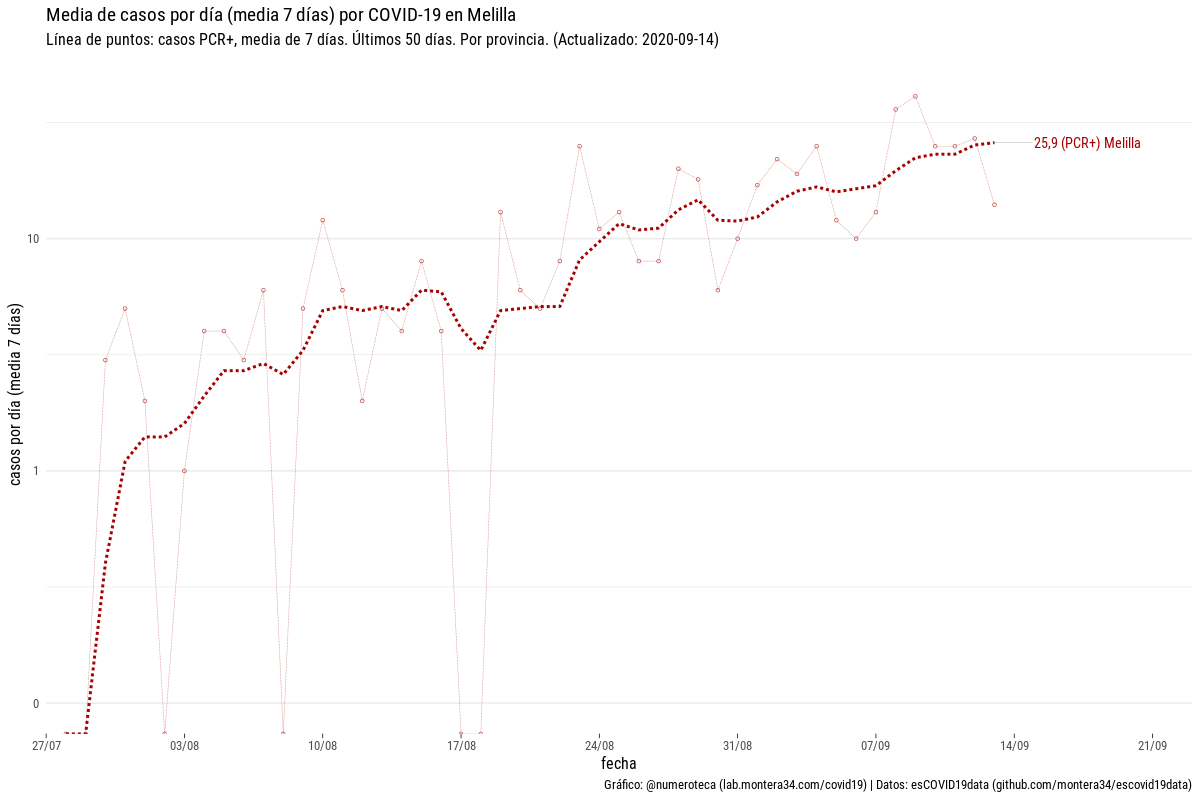 Media de casos por día (media 7 días) por COVID-19 en Melilla
Línea de puntos: casos PCR+, media de 7 días. Últimos 50 días. Por provincia. (Actualizado: 2020-09-14)
25,9 (PCR+) Melilla
10
1
0
casos por día (media 7 días)
27/07 03/08 10/08 17/08 24/08 31/08 07/09 14/09 21/09
fecha
Gráfico: @numeroteca (lab.montera34.com/covid19) | Datos: esCOVID19data (github.com/montera34/escovid19data)